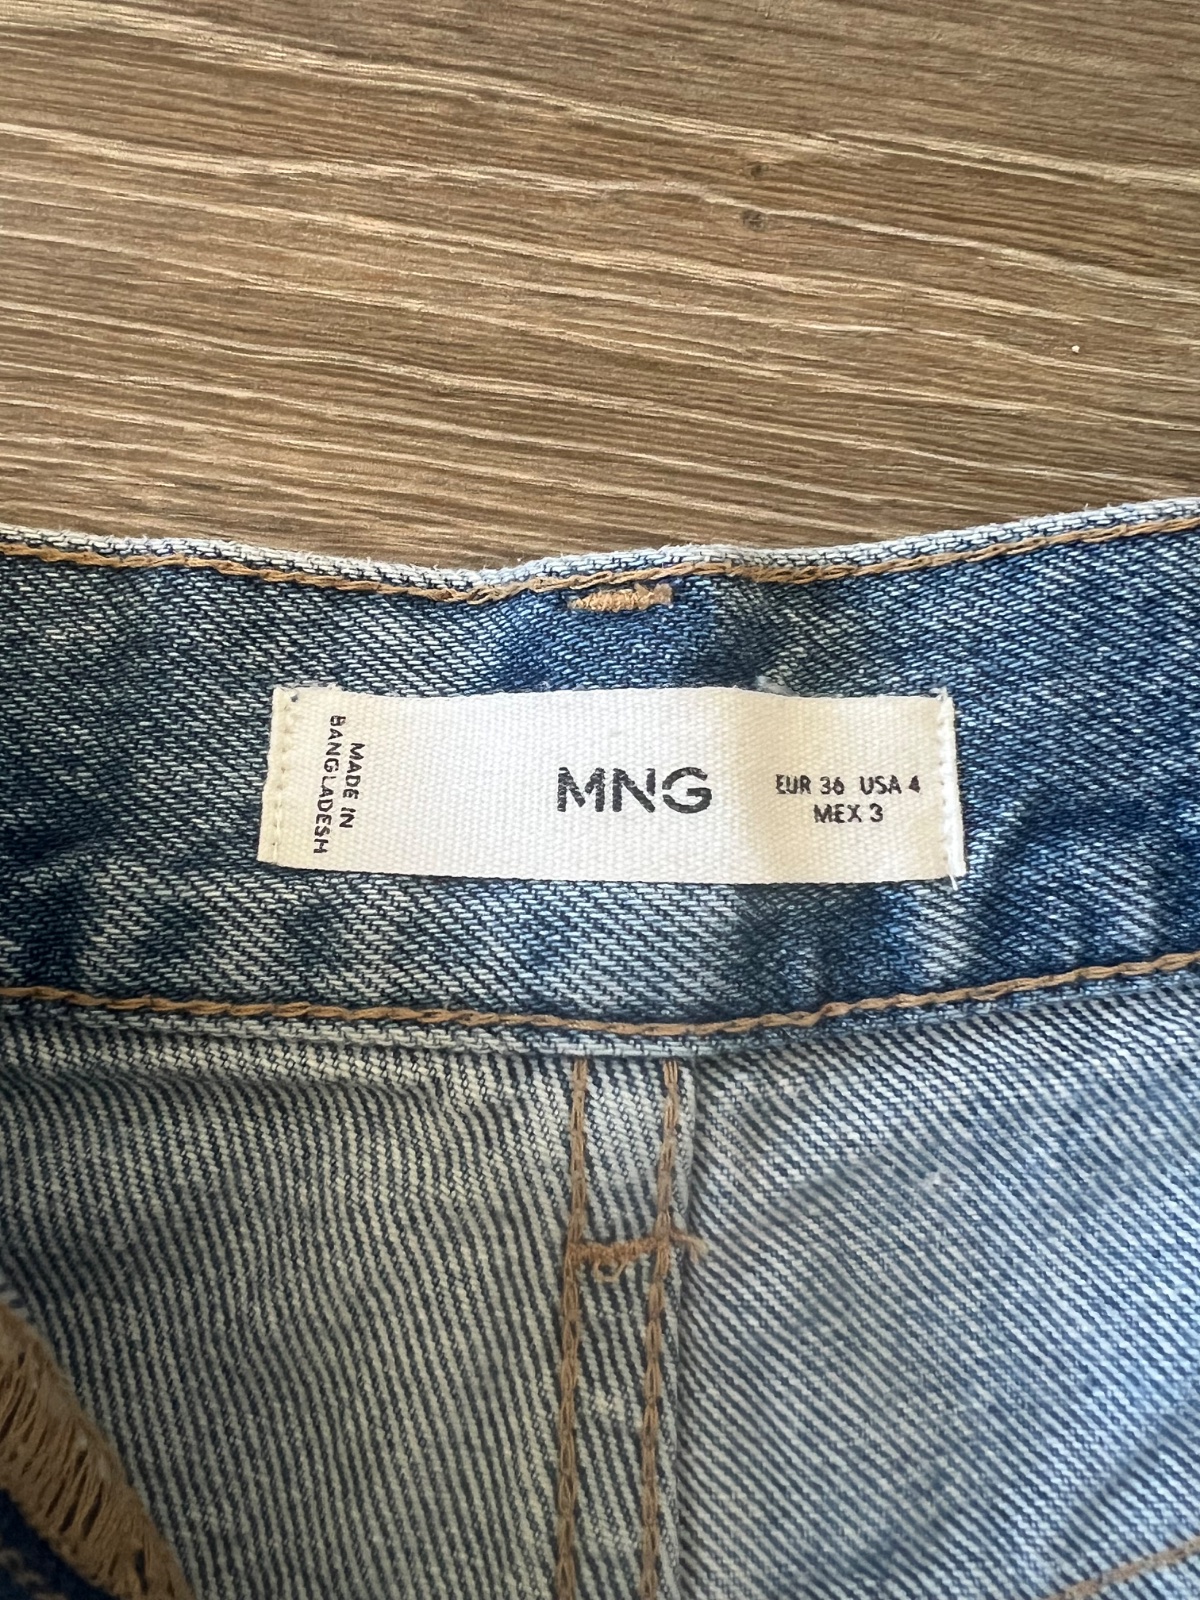 MADE IN
BANGLADESH
MNG
EUR 36 USA 4
MEX 3